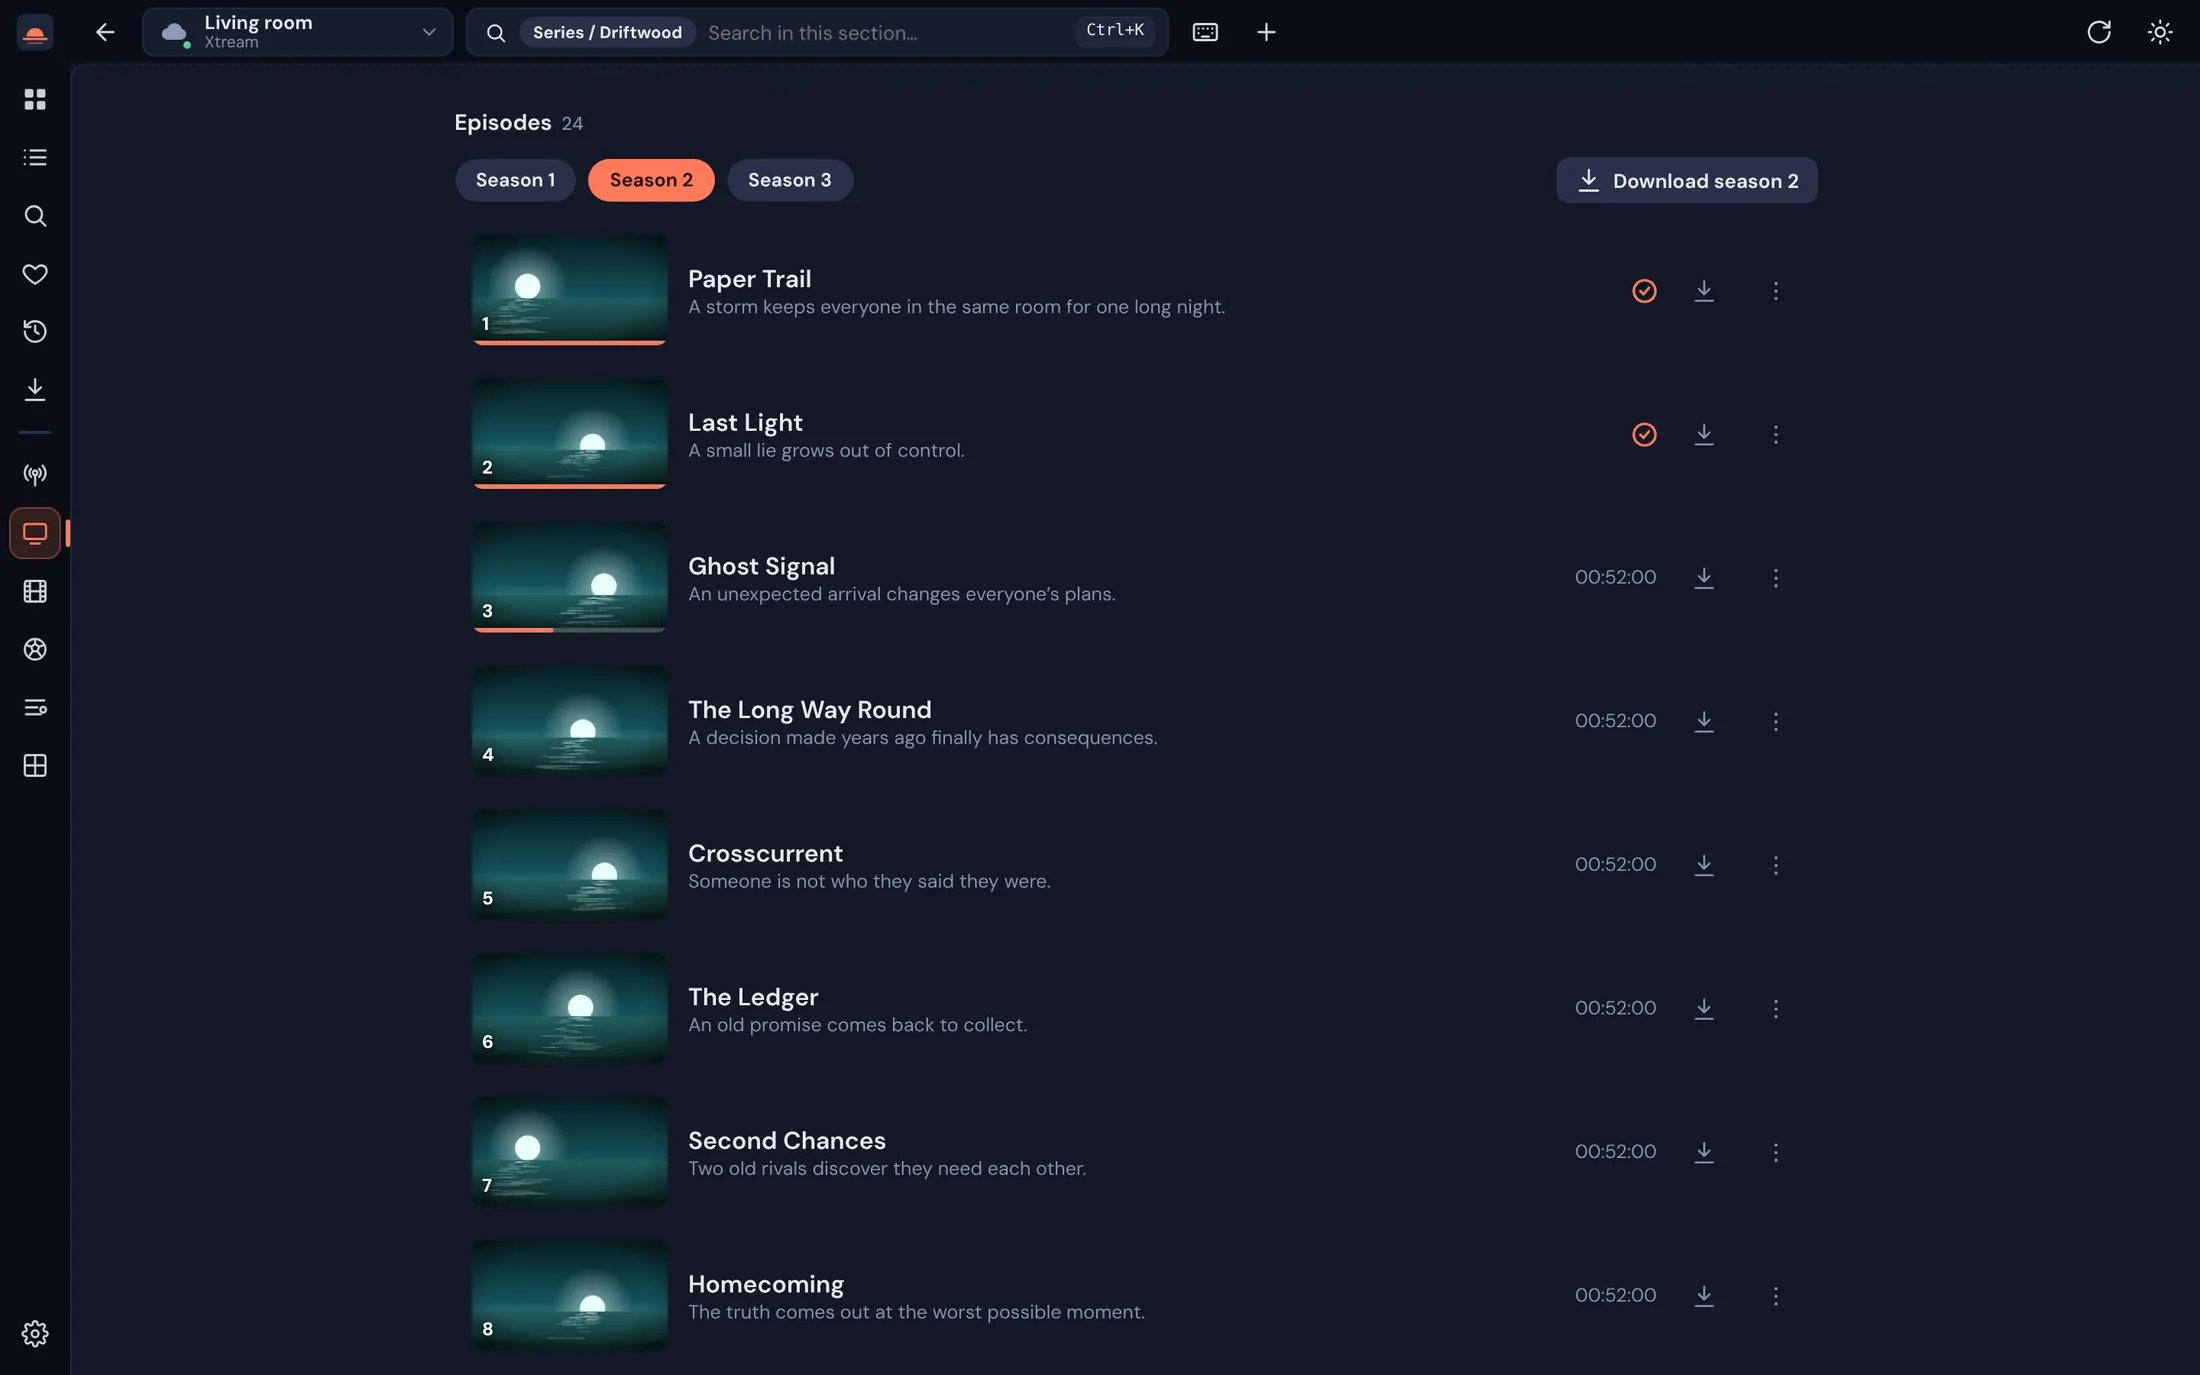 Living room
Xtream
Series / Driftwood
Search in this section...
Ctrl+K
Episodes 24
Season 1
Season 2
Season 3
Download season 2
1
Paper Trail
A storm keeps everyone in the same room for one long night.
2
Last Light
A small lie grows out of control.
3
Ghost Signal
An unexpected arrival changes everyone’s plans.
00:52:00
4
The Long Way Round
A decision made years ago finally has consequences.
00:52:00
5
Crosscurrent
Someone is not who they said they were.
00:52:00
6
The Ledger
An old promise comes back to collect.
00:52:00
7
Second Chances
Two old rivals discover they need each other.
00:52:00
8
Homecoming
The truth comes out at the worst possible moment.
00:52:00